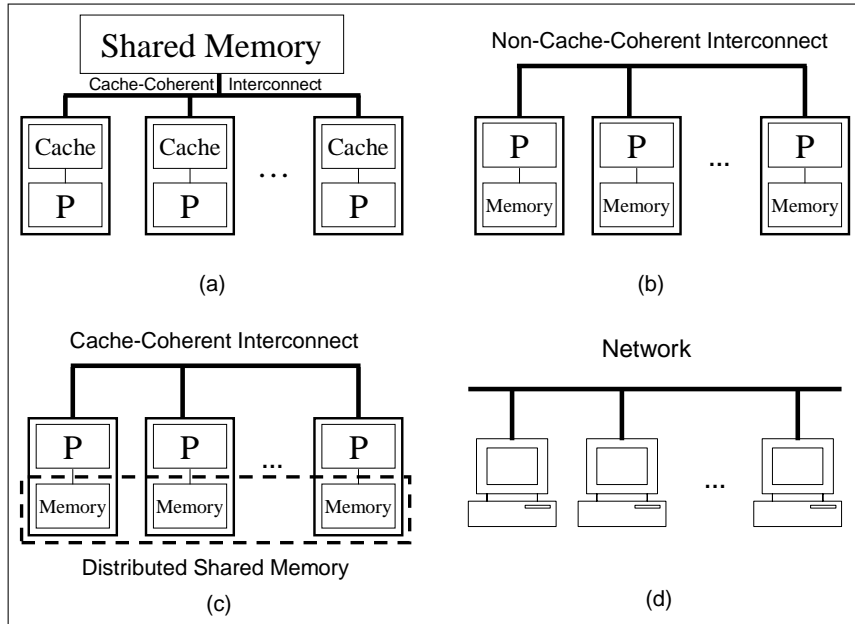 Shared Memory
Cache-Coherent Interconnect
Cache Cache Cache
...
P P P
(a)
Non-Cache-Coherent Interconnect
P P P
...
Memory Memory Memory
(b)
Cache-Coherent Interconnect
P P P
...
Memory Memory Memory
Distributed Shared Memory
(c)
Network
...
(d)